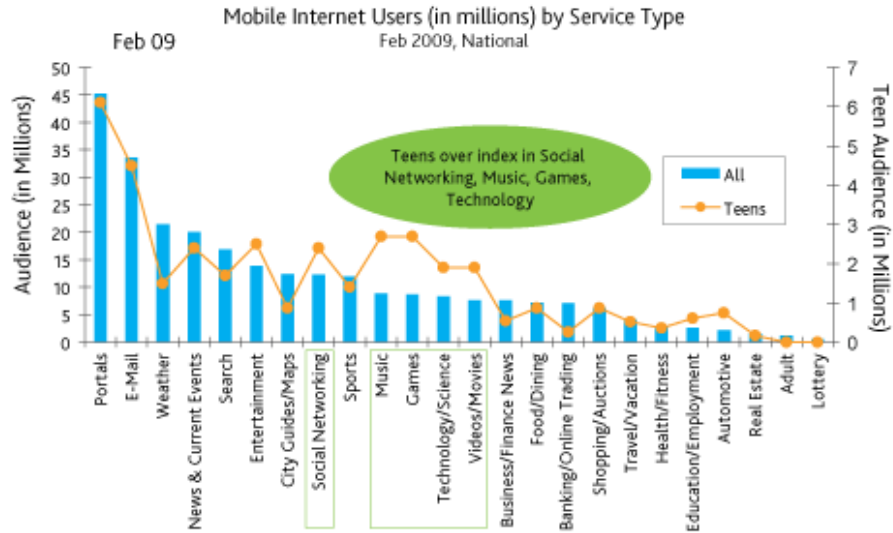 Mobile Internet Users (in millions) by Service Type
Feb 09
Feb 2009, National
Audience (in Millions)
50
45
40
35
30
25
20
15
10
5
0
Teens over index in Social
Networking, Music, Games,
Technology
All
Teens
7
6
5
4
3
2
1
0
Teen Audience (in Millions)
Portals
E-Mail
Weather
News & Current Events
Search
Entertainment
City Guides/Maps
Social Networking
Sports
Music
Games
Technology/Science
Videos/Movies
Business/Finance News
Food/Dining
Banking/Online Trading
Shopping/Auctions
Travel/Vacation
Health/Fitness
Education/Employment
Automotive
Real Estate
Adult
Lottery